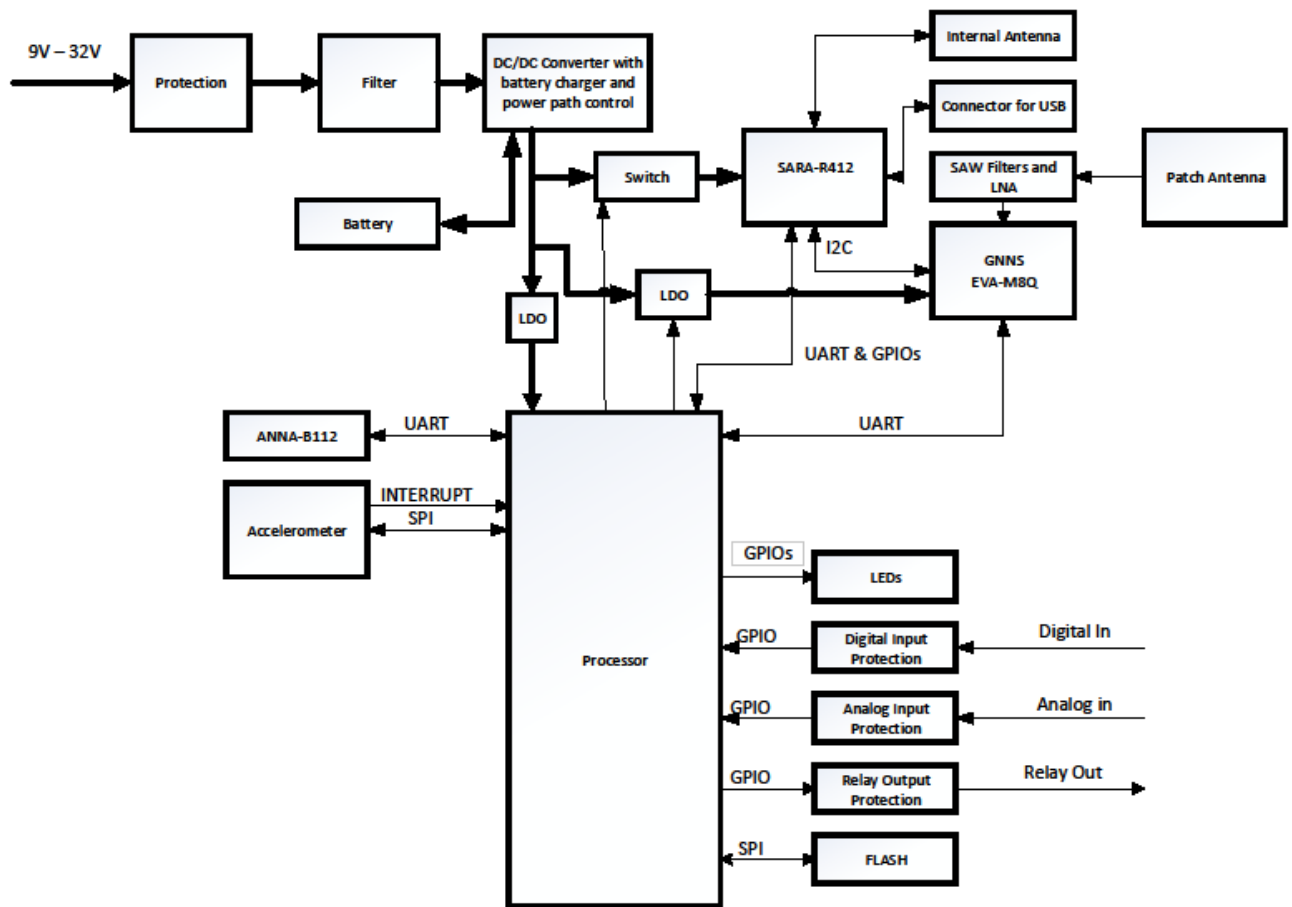 9V – 32V
Protection
Filter
DC/DC Converter with
battery charger and
power path control
Internal Antenna
Connector for USB
Switch
SARA-R412
SAW Filters and
LNA
Patch Antenna
Battery
I2C
GNNS
EVA-M8Q
LDO
LDO
UART & GPIOs
ANNA-B112
UART
UART
Accelerometer
INTERRUPT
SPI
Processor
GPIOs
LEDs
GPIO
Digital Input
Protection
Digital In
GPIO
Analog Input
Protection
Analog in
GPIO
Relay Output
Protection
Relay Out
SPI
FLASH